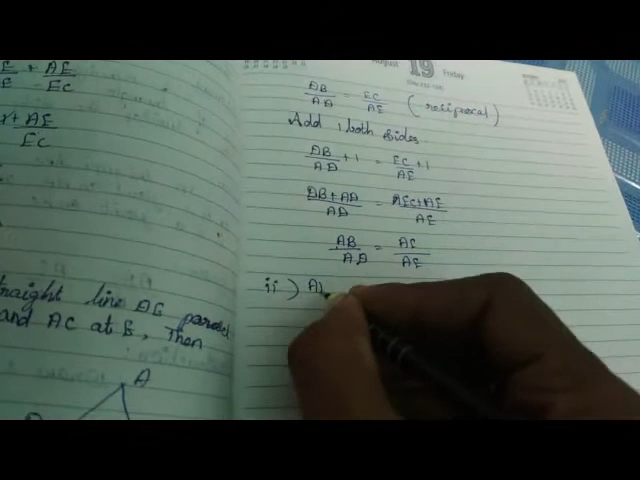 AE
EC
AE
EC
straight line DE parallel
and AC at E, Then
A
August 19 Friday
DB/AD = EC/AE (reciprocal)
Add 1 both sides
DB/AD + 1 = EC/AE + 1
DB + AD/AD = EC + AE/AE
AB/AD = AC/AE
ii)